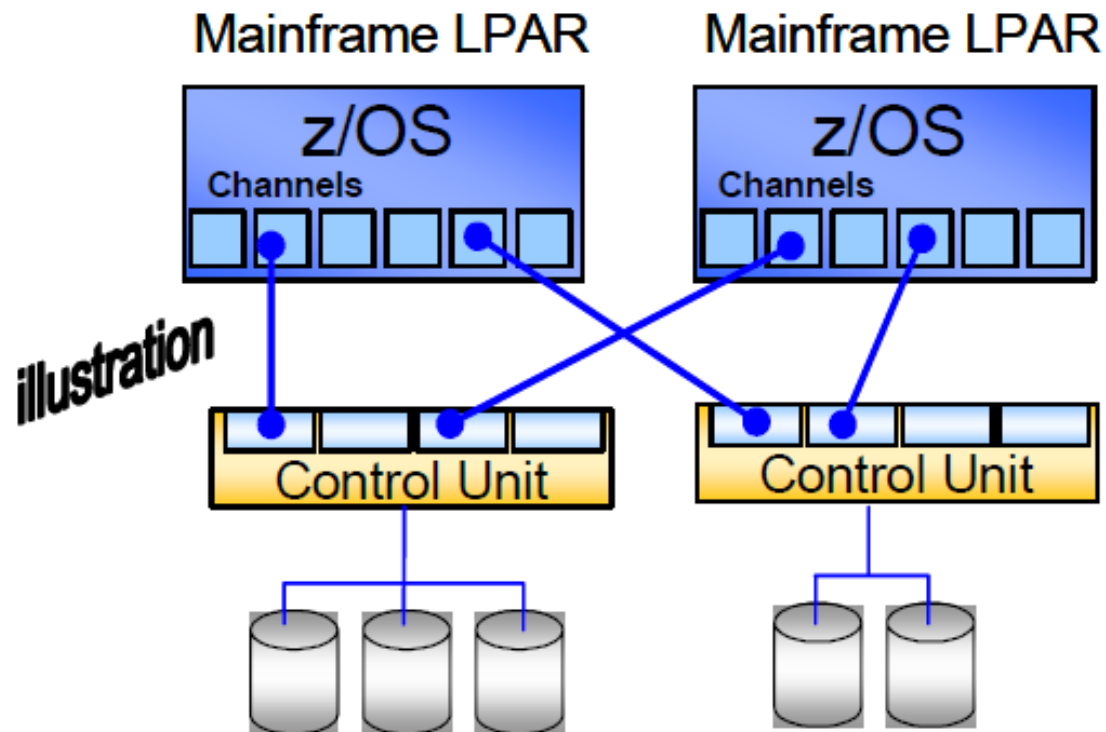 Mainframe LPAR
Mainframe LPAR
z/OS
z/OS
Channels
Channels
illustration
Control Unit
Control Unit